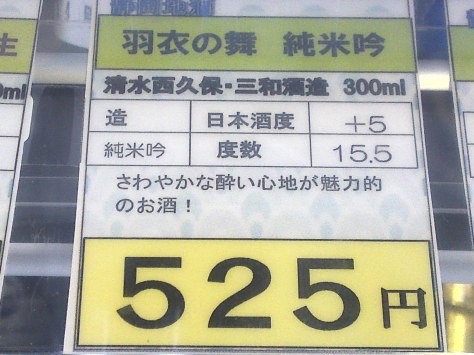 羽衣の舞 純米吟
清水西久保・三和酒造 300ml
造 日本酒度 +5
純米吟 度数 15.5
さわやかな酔い心地が魅力的
のお酒！
525円
生